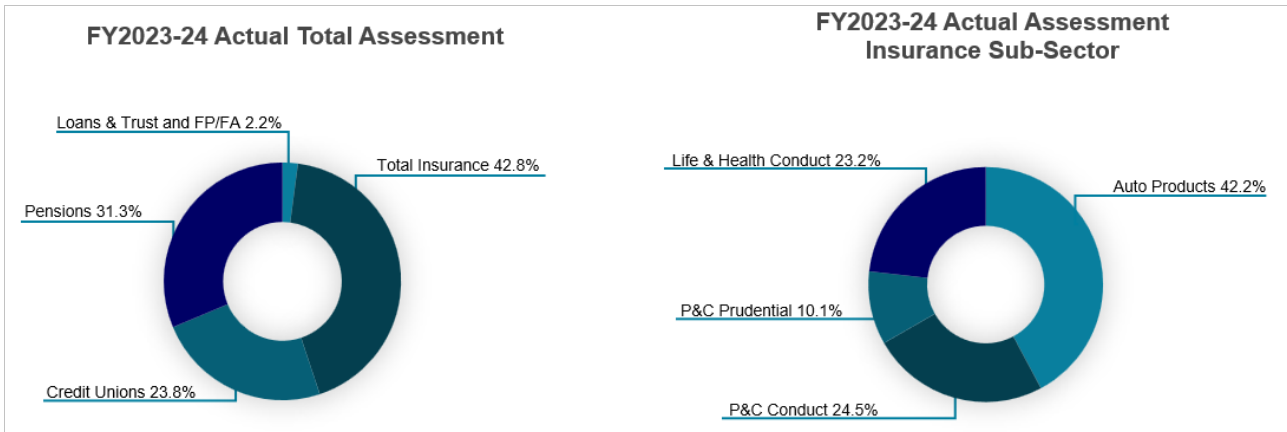 FY2023-24 Actual Total Assessment
Loans & Trust and FP/FA 2.2%
Total Insurance 42.8%
Pensions 31.3%
Credit Unions 23.8%
FY2023-24 Actual Assessment
Insurance Sub-Sector
Life & Health Conduct 23.2%
Auto Products 42.2%
P&C Prudential 10.1%
P&C Conduct 24.5%